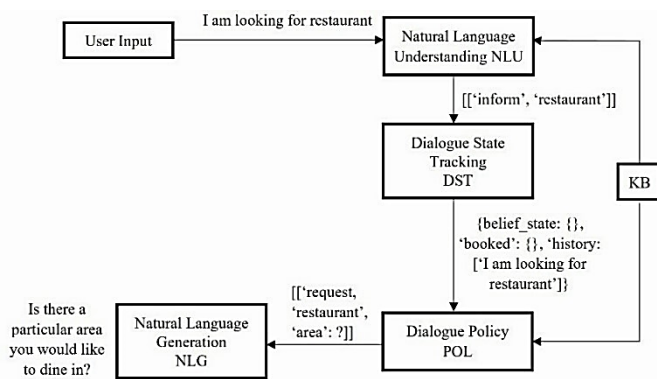 I am looking for restaurant
User Input
Natural Language
Understanding NLU
[[‘inform’, ‘restaurant’]]
Dialogue State
Tracking
DST
KB
{belief_state: {},
‘booked’: {}, ‘history:
[‘I am looking for
restaurant’]}
Dialogue Policy
POL
[[‘request,
‘restaurant’,
‘area’: ?]]
Natural Language
Generation
NLG
Is there a
particular area
you would like
to dine in?